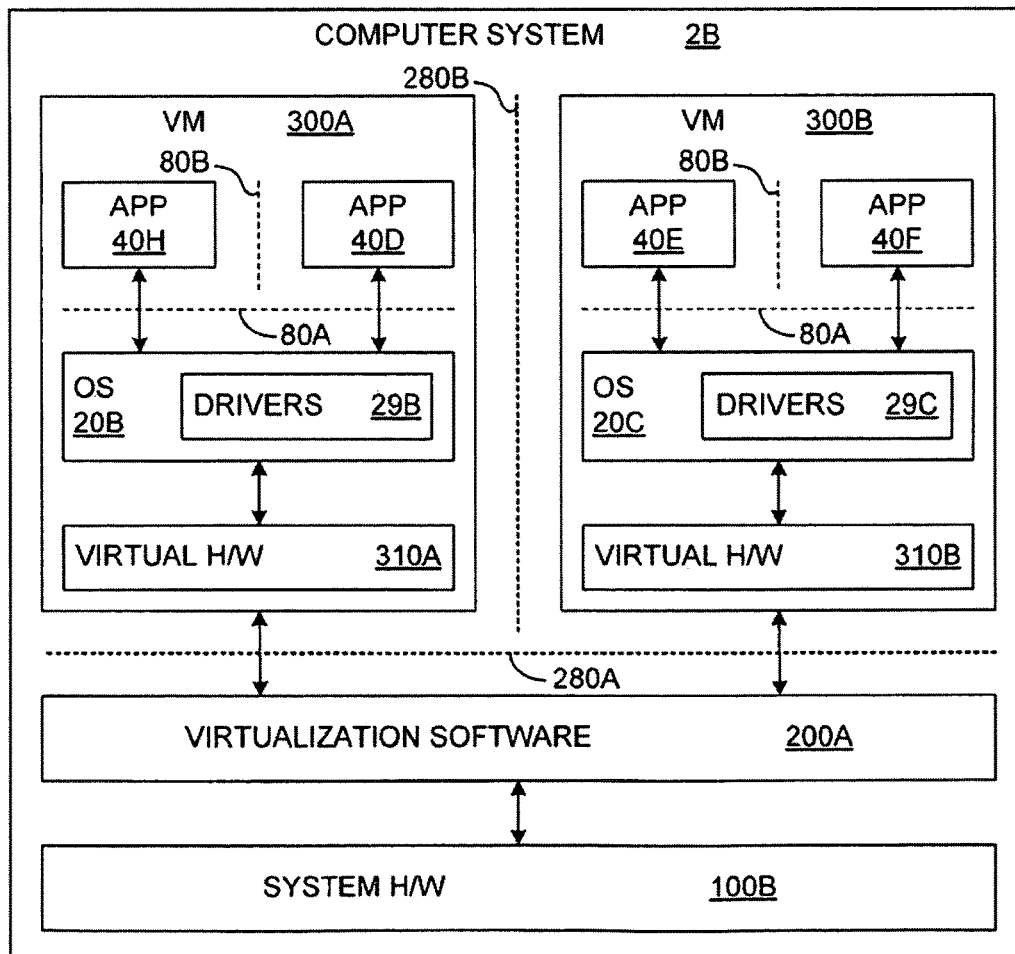 COMPUTER SYSTEM 2B
280B
VM 300A
80B
APP
40H
APP
40D
80A
OS
20B
DRIVERS 29B
VIRTUAL H/W 310A
VM 300B
80B
APP
40E
APP
40F
80A
OS
20C
DRIVERS 29C
VIRTUAL H/W 310B
280A
VIRTUALIZATION SOFTWARE 200A
SYSTEM H/W 100B